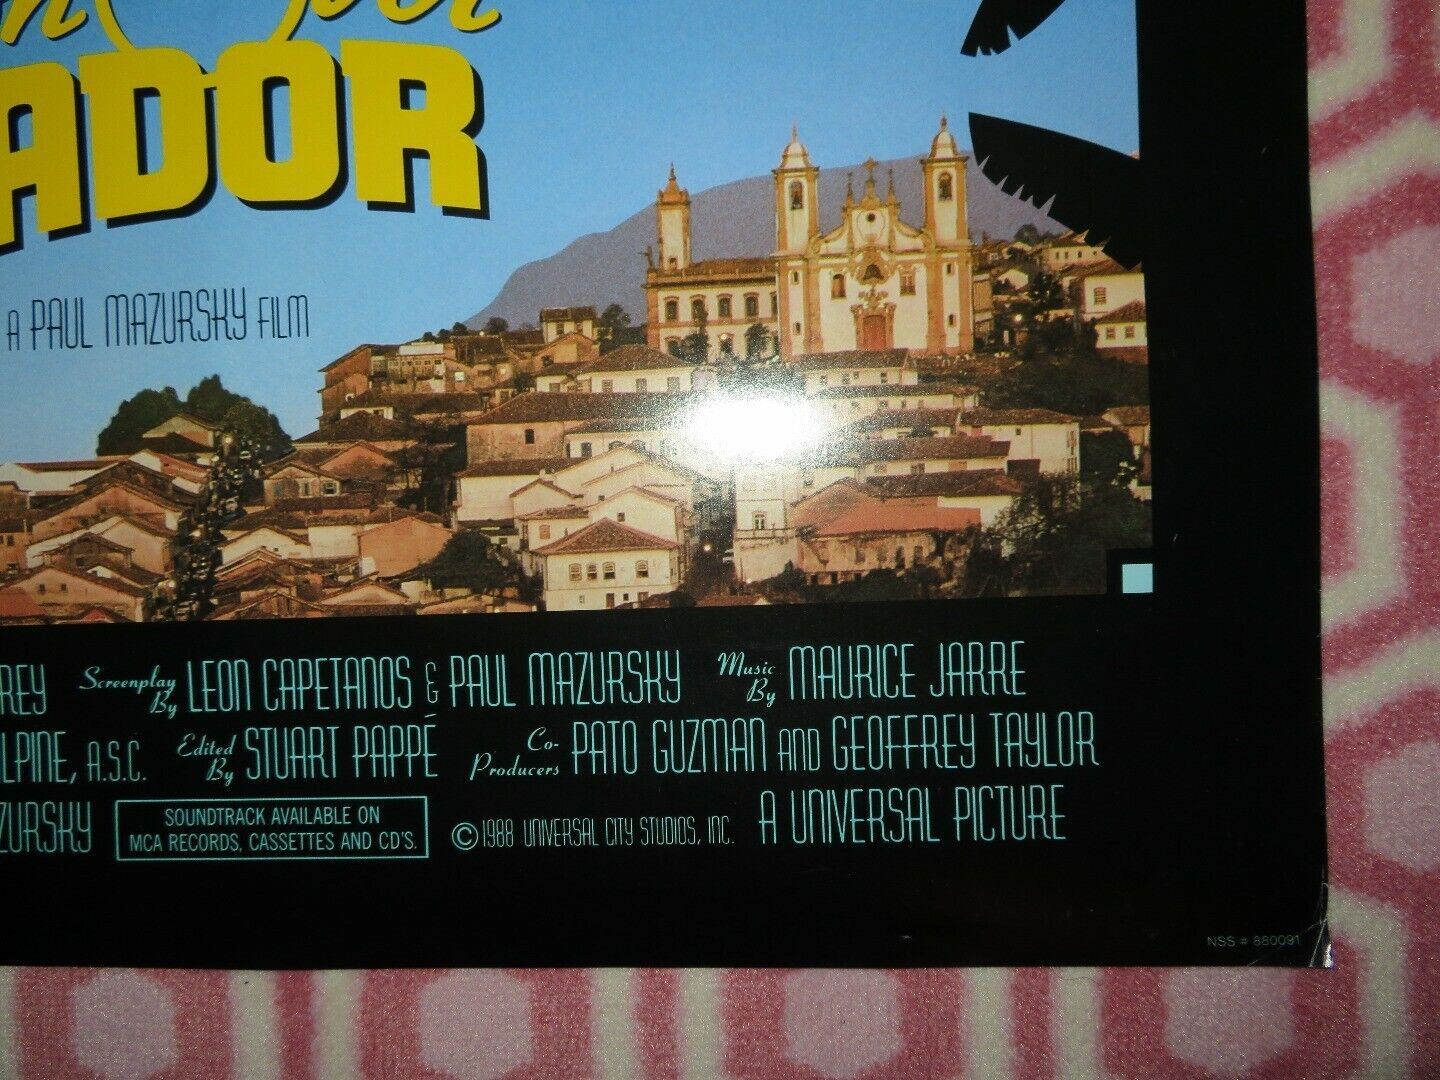 ADOR
A PAUL MAZURSKY FILM
REY Screenplay By LEON CAPETANOS & PAUL MAZURSKY Music By MAURICE JARRE
LPINE, A.S.C. Edited By STUART PAPPÉ Co-Producers PATO GUZMAN AND GEOFFREY TAYLOR
ZURSKY SOUNDTRACK AVAILABLE ON
MCA RECORDS, CASSETTES AND CD'S. © 1988 UNIVERSAL CITY STUDIOS, INC. A UNIVERSAL PICTURE
NSS # 880091